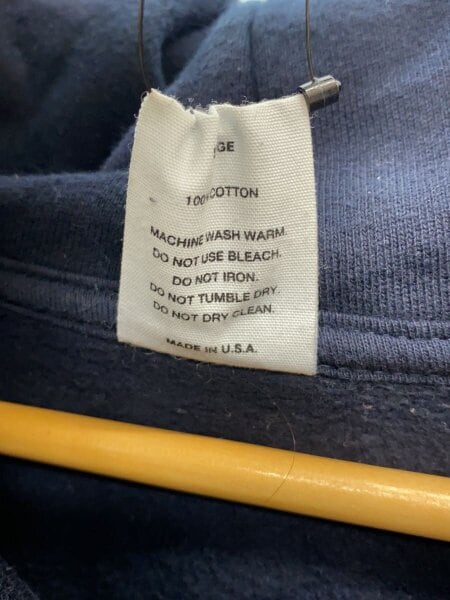 GE
100% COTTON
MACHINE WASH WARM.
DO NOT USE BLEACH.
DO NOT IRON.
DO NOT TUMBLE DRY.
DO NOT DRY CLEAN.
MADE IN U.S.A.